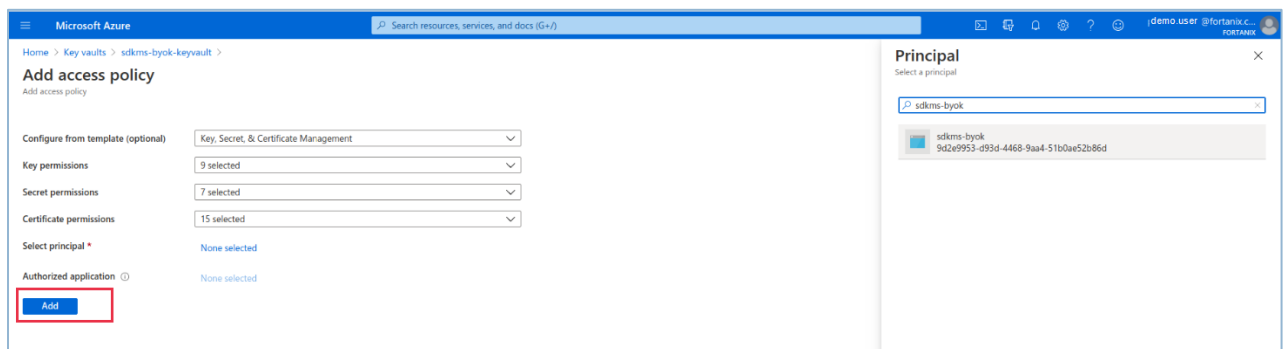 Microsoft Azure
Search resources, services, and docs (G+/)
demo.user @fortanix.c...
FORTANIX
Home > Key vaults > sdkms-byok-keyvault >
Add access policy
Add access policy
Configure from template (optional) Key, Secret, & Certificate Management
Key permissions 9 selected
Secret permissions 7 selected
Certificate permissions 15 selected
Select principal * None selected
Authorized application None selected
Add
Principal
Select a principal
sdkms-byok
sdkms-byok
9d2e9953-d93d-4468-9aa4-51b0ae52b86d